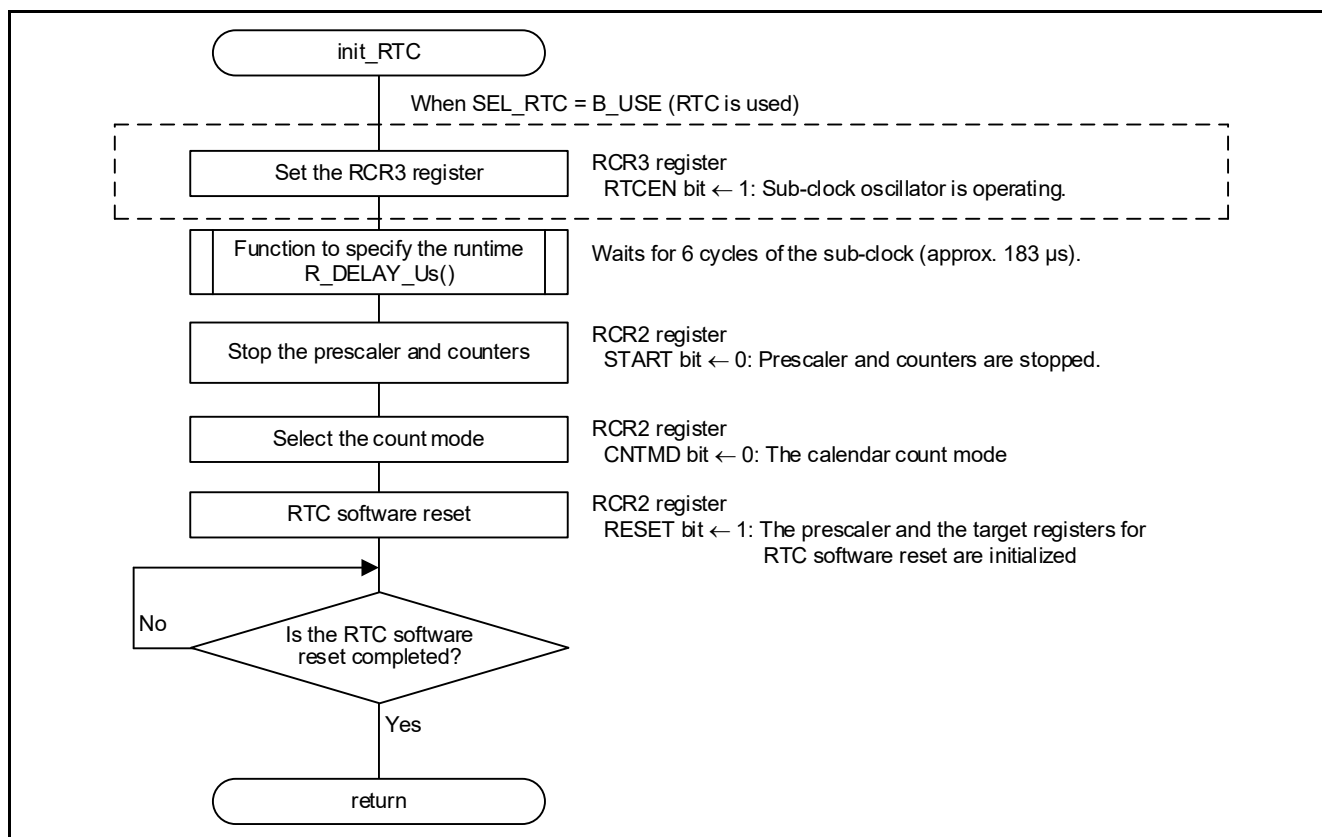 init_RTC
When SEL_RTC = B_USE (RTC is used)
Set the RCR3 register
RCR3 register
RTCEN bit ← 1: Sub-clock oscillator is operating.
Function to specify the runtime
R_DELAY_Us()
Waits for 6 cycles of the sub-clock (approx. 183 µs).
Stop the prescaler and counters
RCR2 register
START bit ← 0: Prescaler and counters are stopped.
Select the count mode
RCR2 register
CNTMD bit ← 0: The calendar count mode
RTC software reset
RCR2 register
RESET bit ← 1: The prescaler and the target registers for
RTC software reset are initialized
No
Is the RTC software
reset completed?
Yes
return